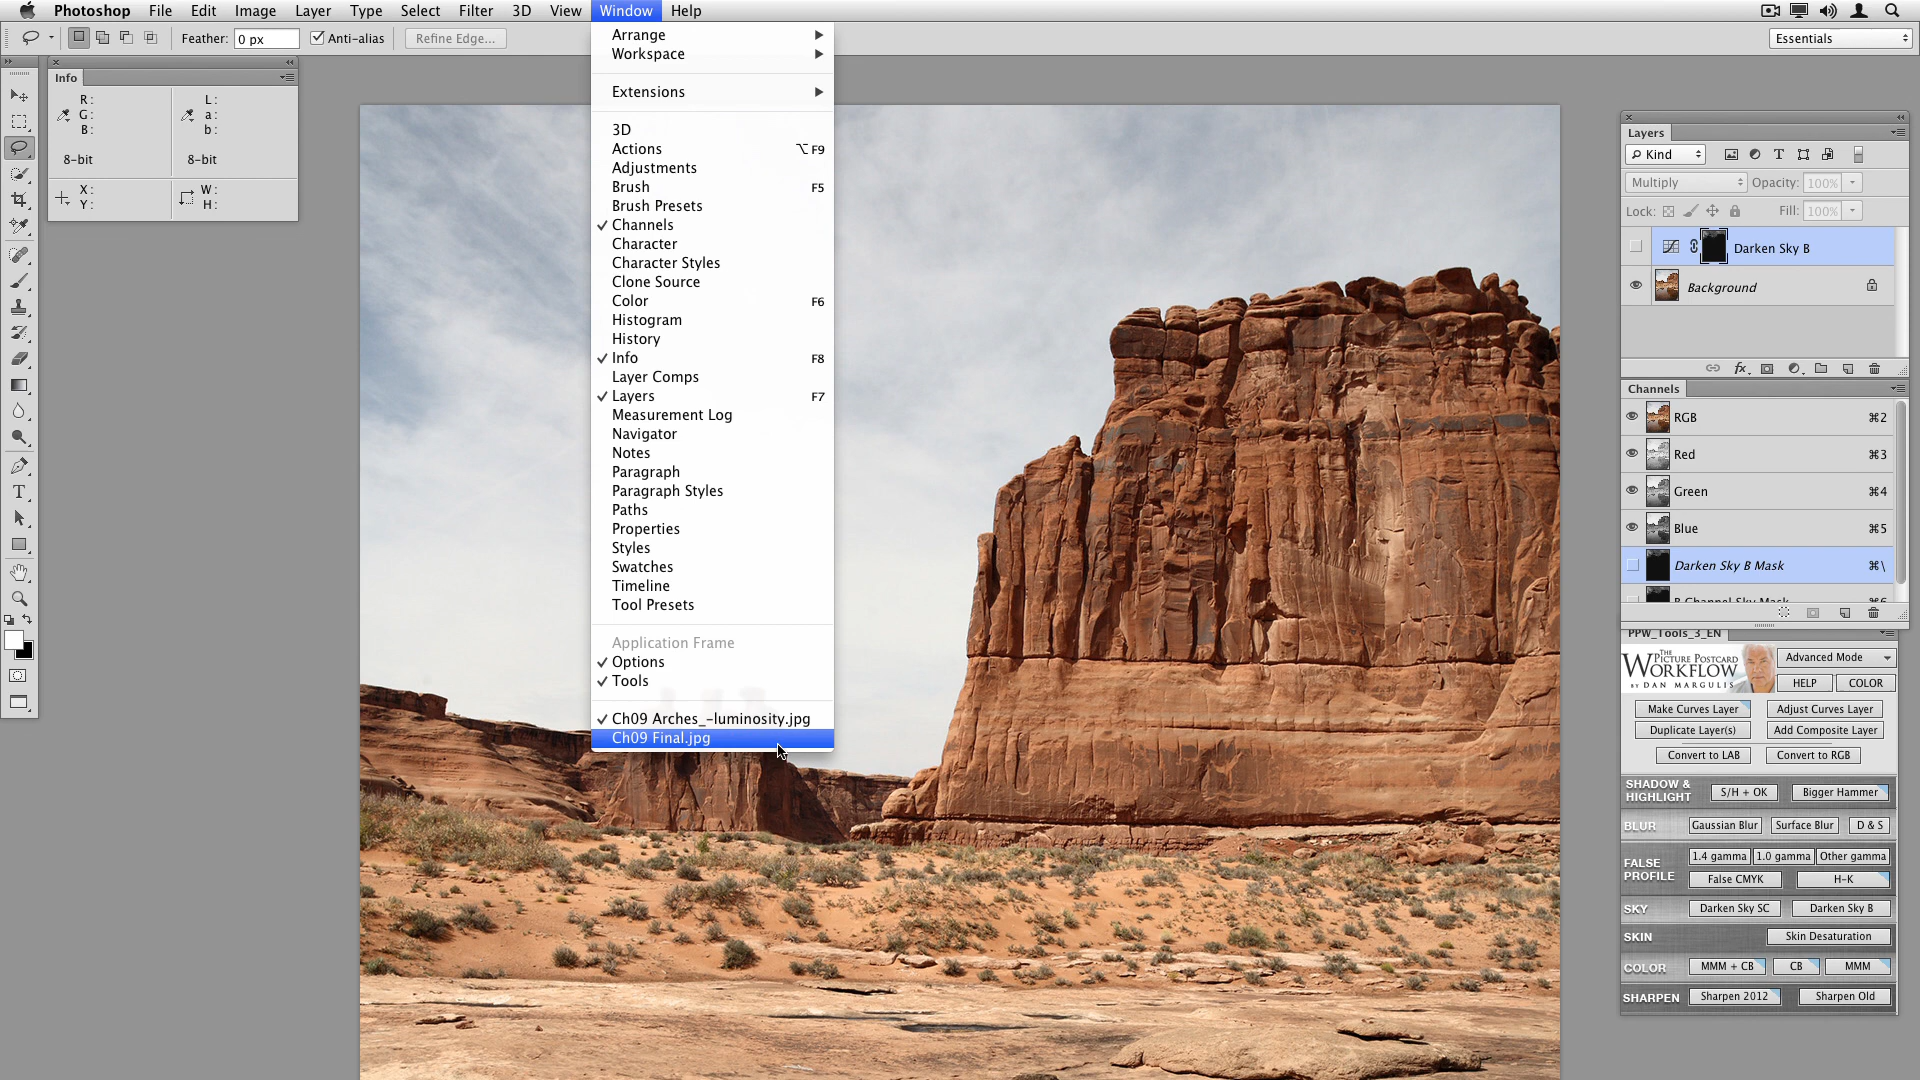 Photoshop File Edit Image Layer Type Select Filter 3D View Window Help
Feather: 0 px Anti-alias Refine Edge... Essentials
Info
R :
G :
B :
L :
a :
b :
8-bit 8-bit
X :
Y :
W :
H :
Arrange
Workspace
Extensions
3D
Actions ⌥ F9
Adjustments
Brush F5
Brush Presets
✓ Channels
Character
Character Styles
Clone Source
Color F6
Histogram
History
✓ Info F8
Layer Comps
✓ Layers F7
Measurement Log
Navigator
Notes
Paragraph
Paragraph Styles
Paths
Properties
Styles
Swatches
Timeline
Tool Presets
Application Frame
✓ Options
✓ Tools
✓ Ch09 Arches_-luminosity.jpg
Ch09 Final.jpg
Layers
Kind
Multiply Opacity: 100%
Lock: Fill: 100%
Darken Sky B
Background
fx
Channels
RGB ⌘2
Red ⌘3
Green ⌘4
Blue ⌘5
Darken Sky B Mask ⌘\
B Channel Sky Mask ⌘6
PPW_Tools_3_EN
THE
PICTURE POSTCARD
WORKFLOW
BY DAN MARGULIS
Advanced Mode
HELP COLOR
Make Curves Layer Adjust Curves Layer
Duplicate Layer(s) Add Composite Layer
Convert to LAB Convert to RGB
SHADOW &
HIGHLIGHT
S/H + OK Bigger Hammer
BLUR Gaussian Blur Surface Blur D & S
FALSE
PROFILE
1.4 gamma 1.0 gamma Other gamma
False CMYK H-K
SKY Darken Sky SC Darken Sky B
SKIN Skin Desaturation
COLOR MMM + CB CB MMM
SHARPEN Sharpen 2012 Sharpen Old